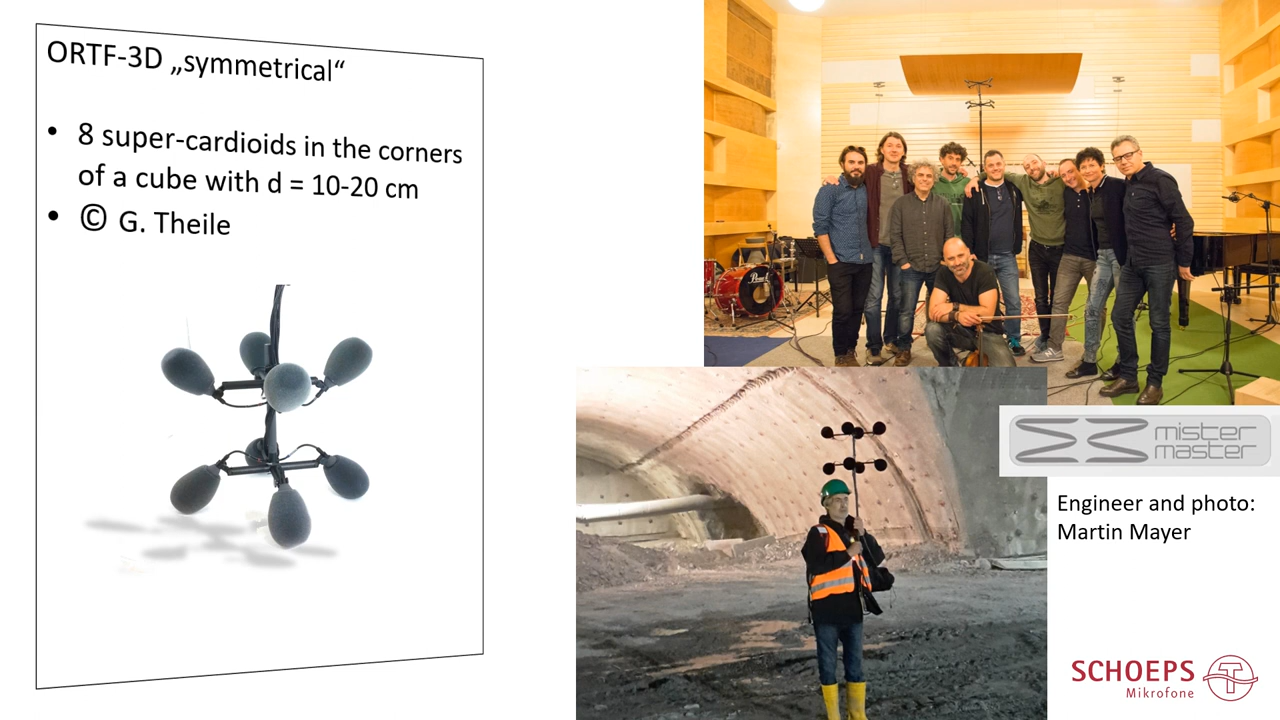 ORTF-3D „symmetrical“
• 8 super-cardioids in the corners
of a cube with d = 10-20 cm
• © G. Theile
mister
master
Engineer and photo:
Martin Mayer
SCHOEPS
Mikrofone